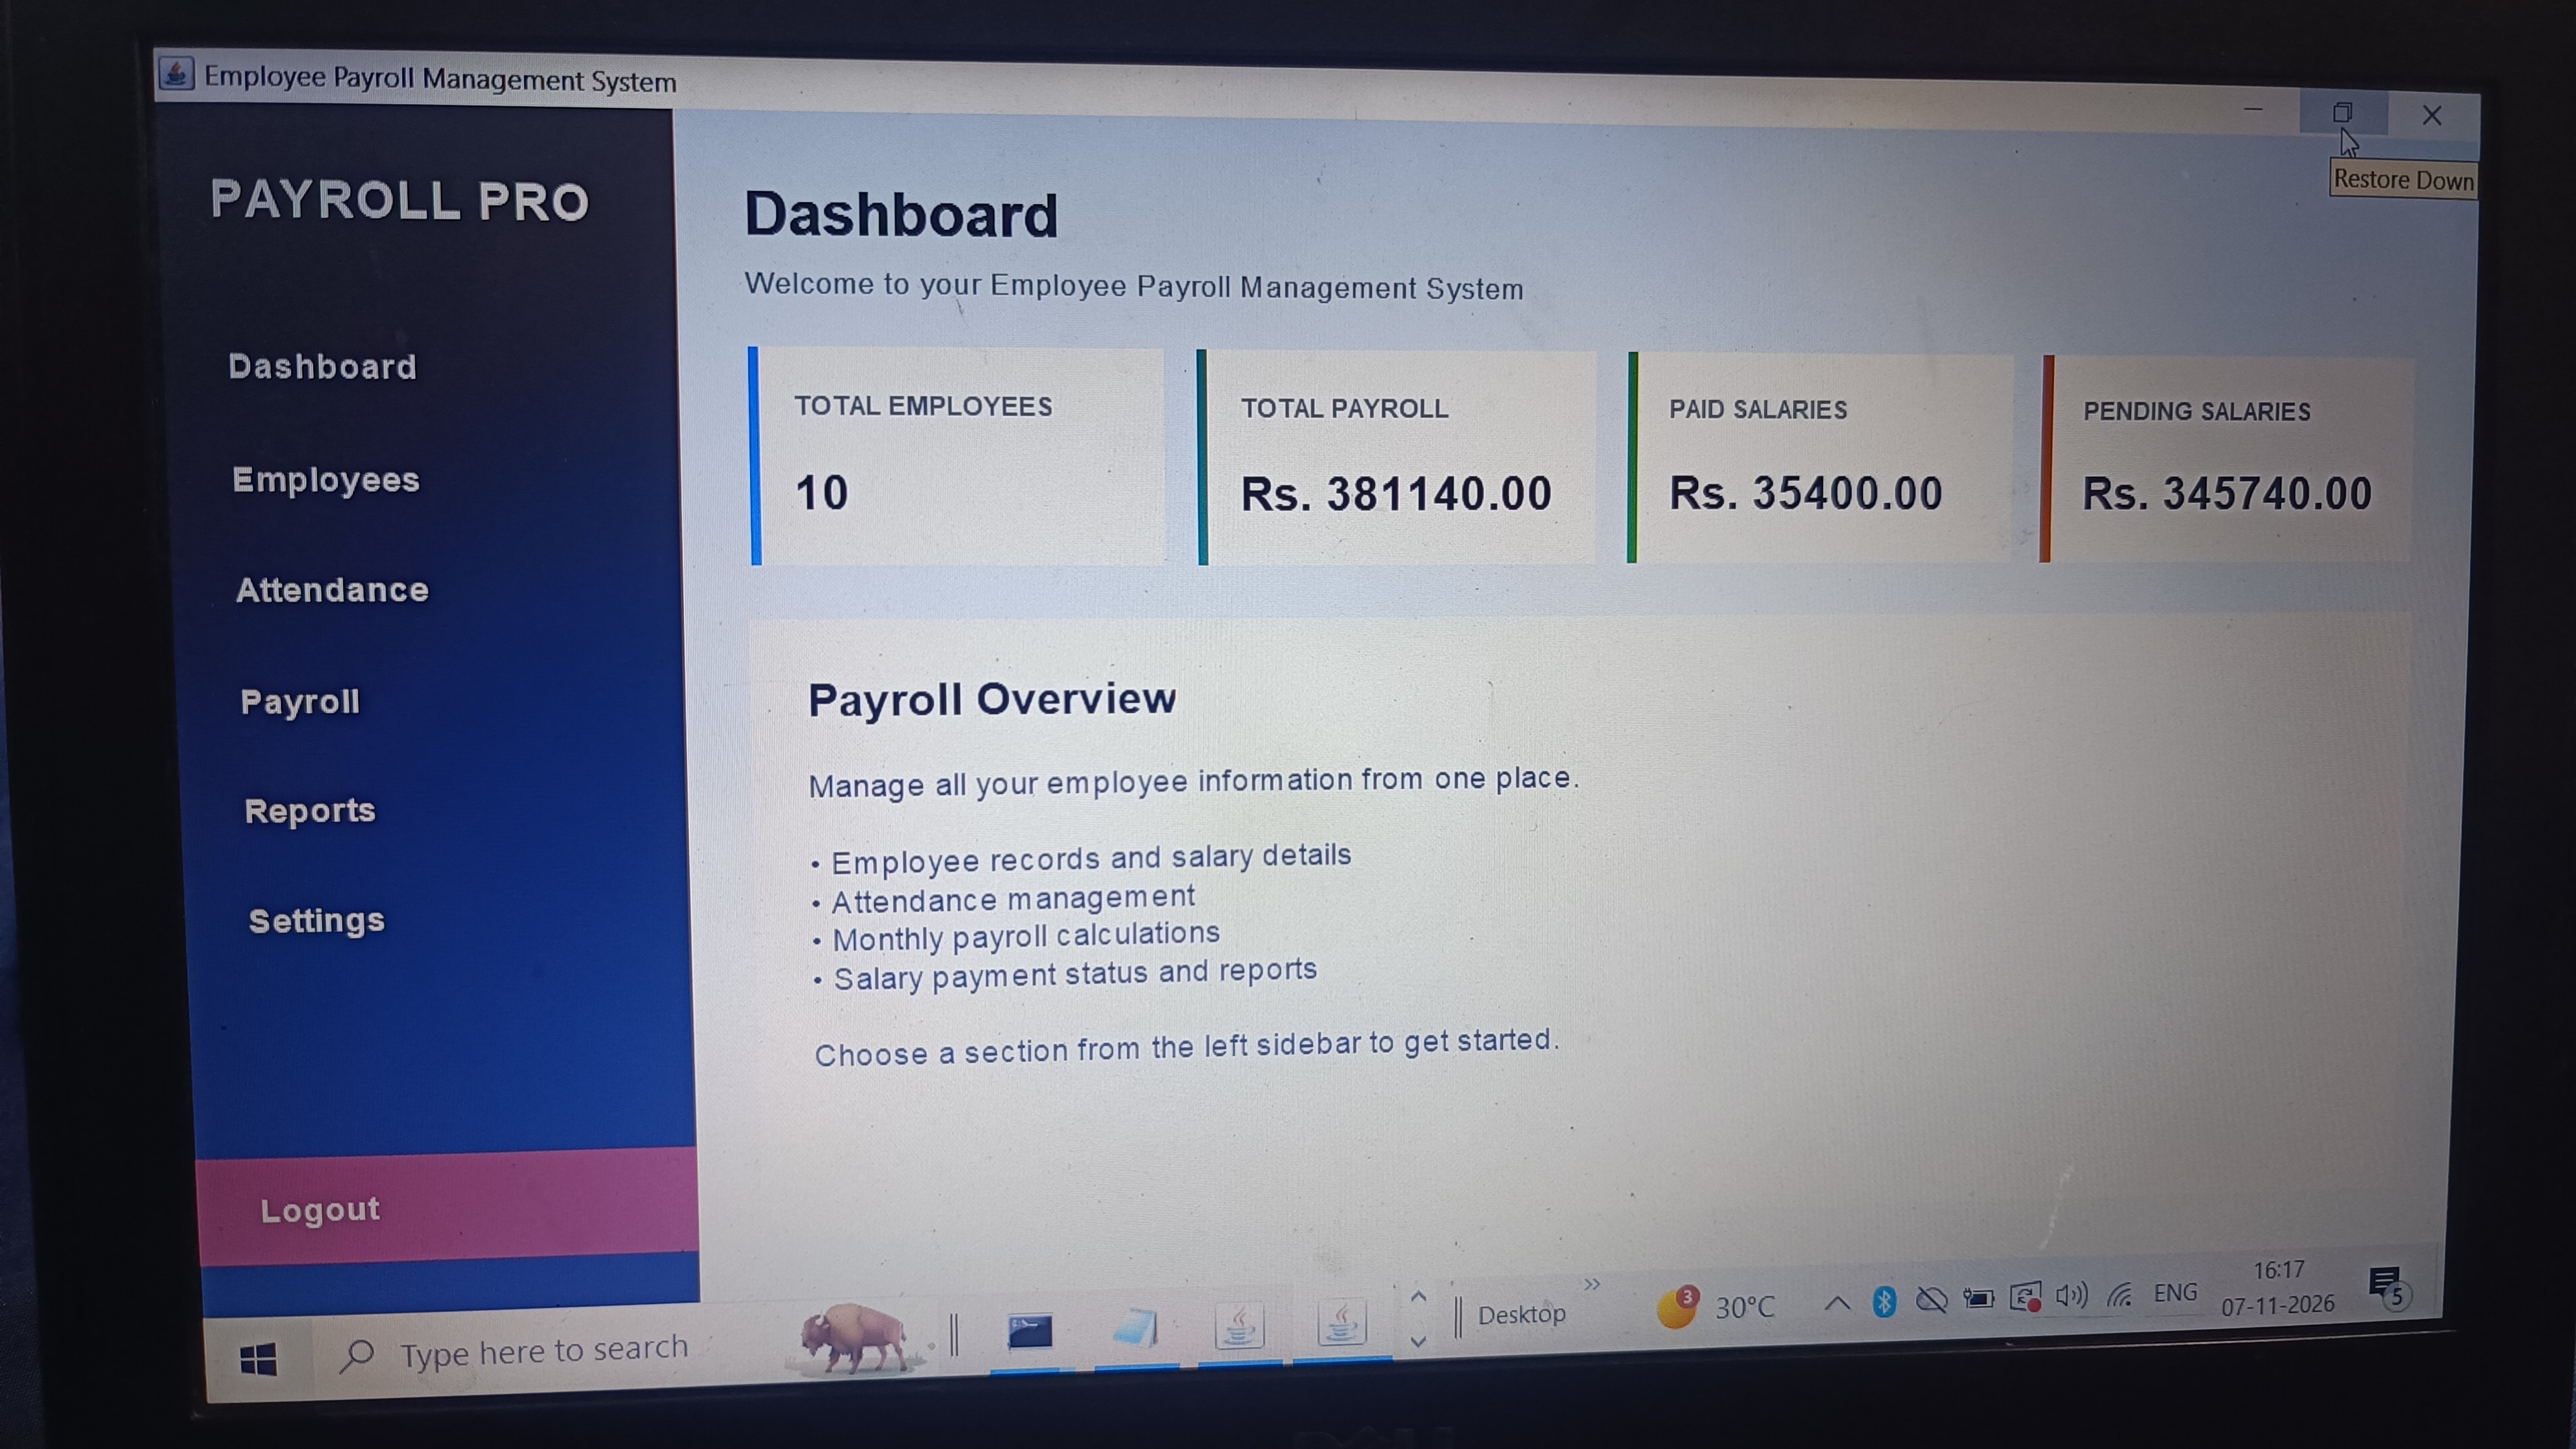 Employee Payroll Management System
Restore Down
PAYROLL PRO
Dashboard
Employees
Attendance
Payroll
Reports
Settings
Logout
Dashboard
Welcome to your Employee Payroll Management System
TOTAL EMPLOYEES
10
TOTAL PAYROLL
Rs. 381140.00
PAID SALARIES
Rs. 35400.00
PENDING SALARIES
Rs. 345740.00
Payroll Overview
Manage all your employee information from one place.
• Employee records and salary details
• Attendance management
• Monthly payroll calculations
• Salary payment status and reports
Choose a section from the left sidebar to get started.
Type here to search
Desktop
3
30°C
ENG
16:17
07-11-2026
5